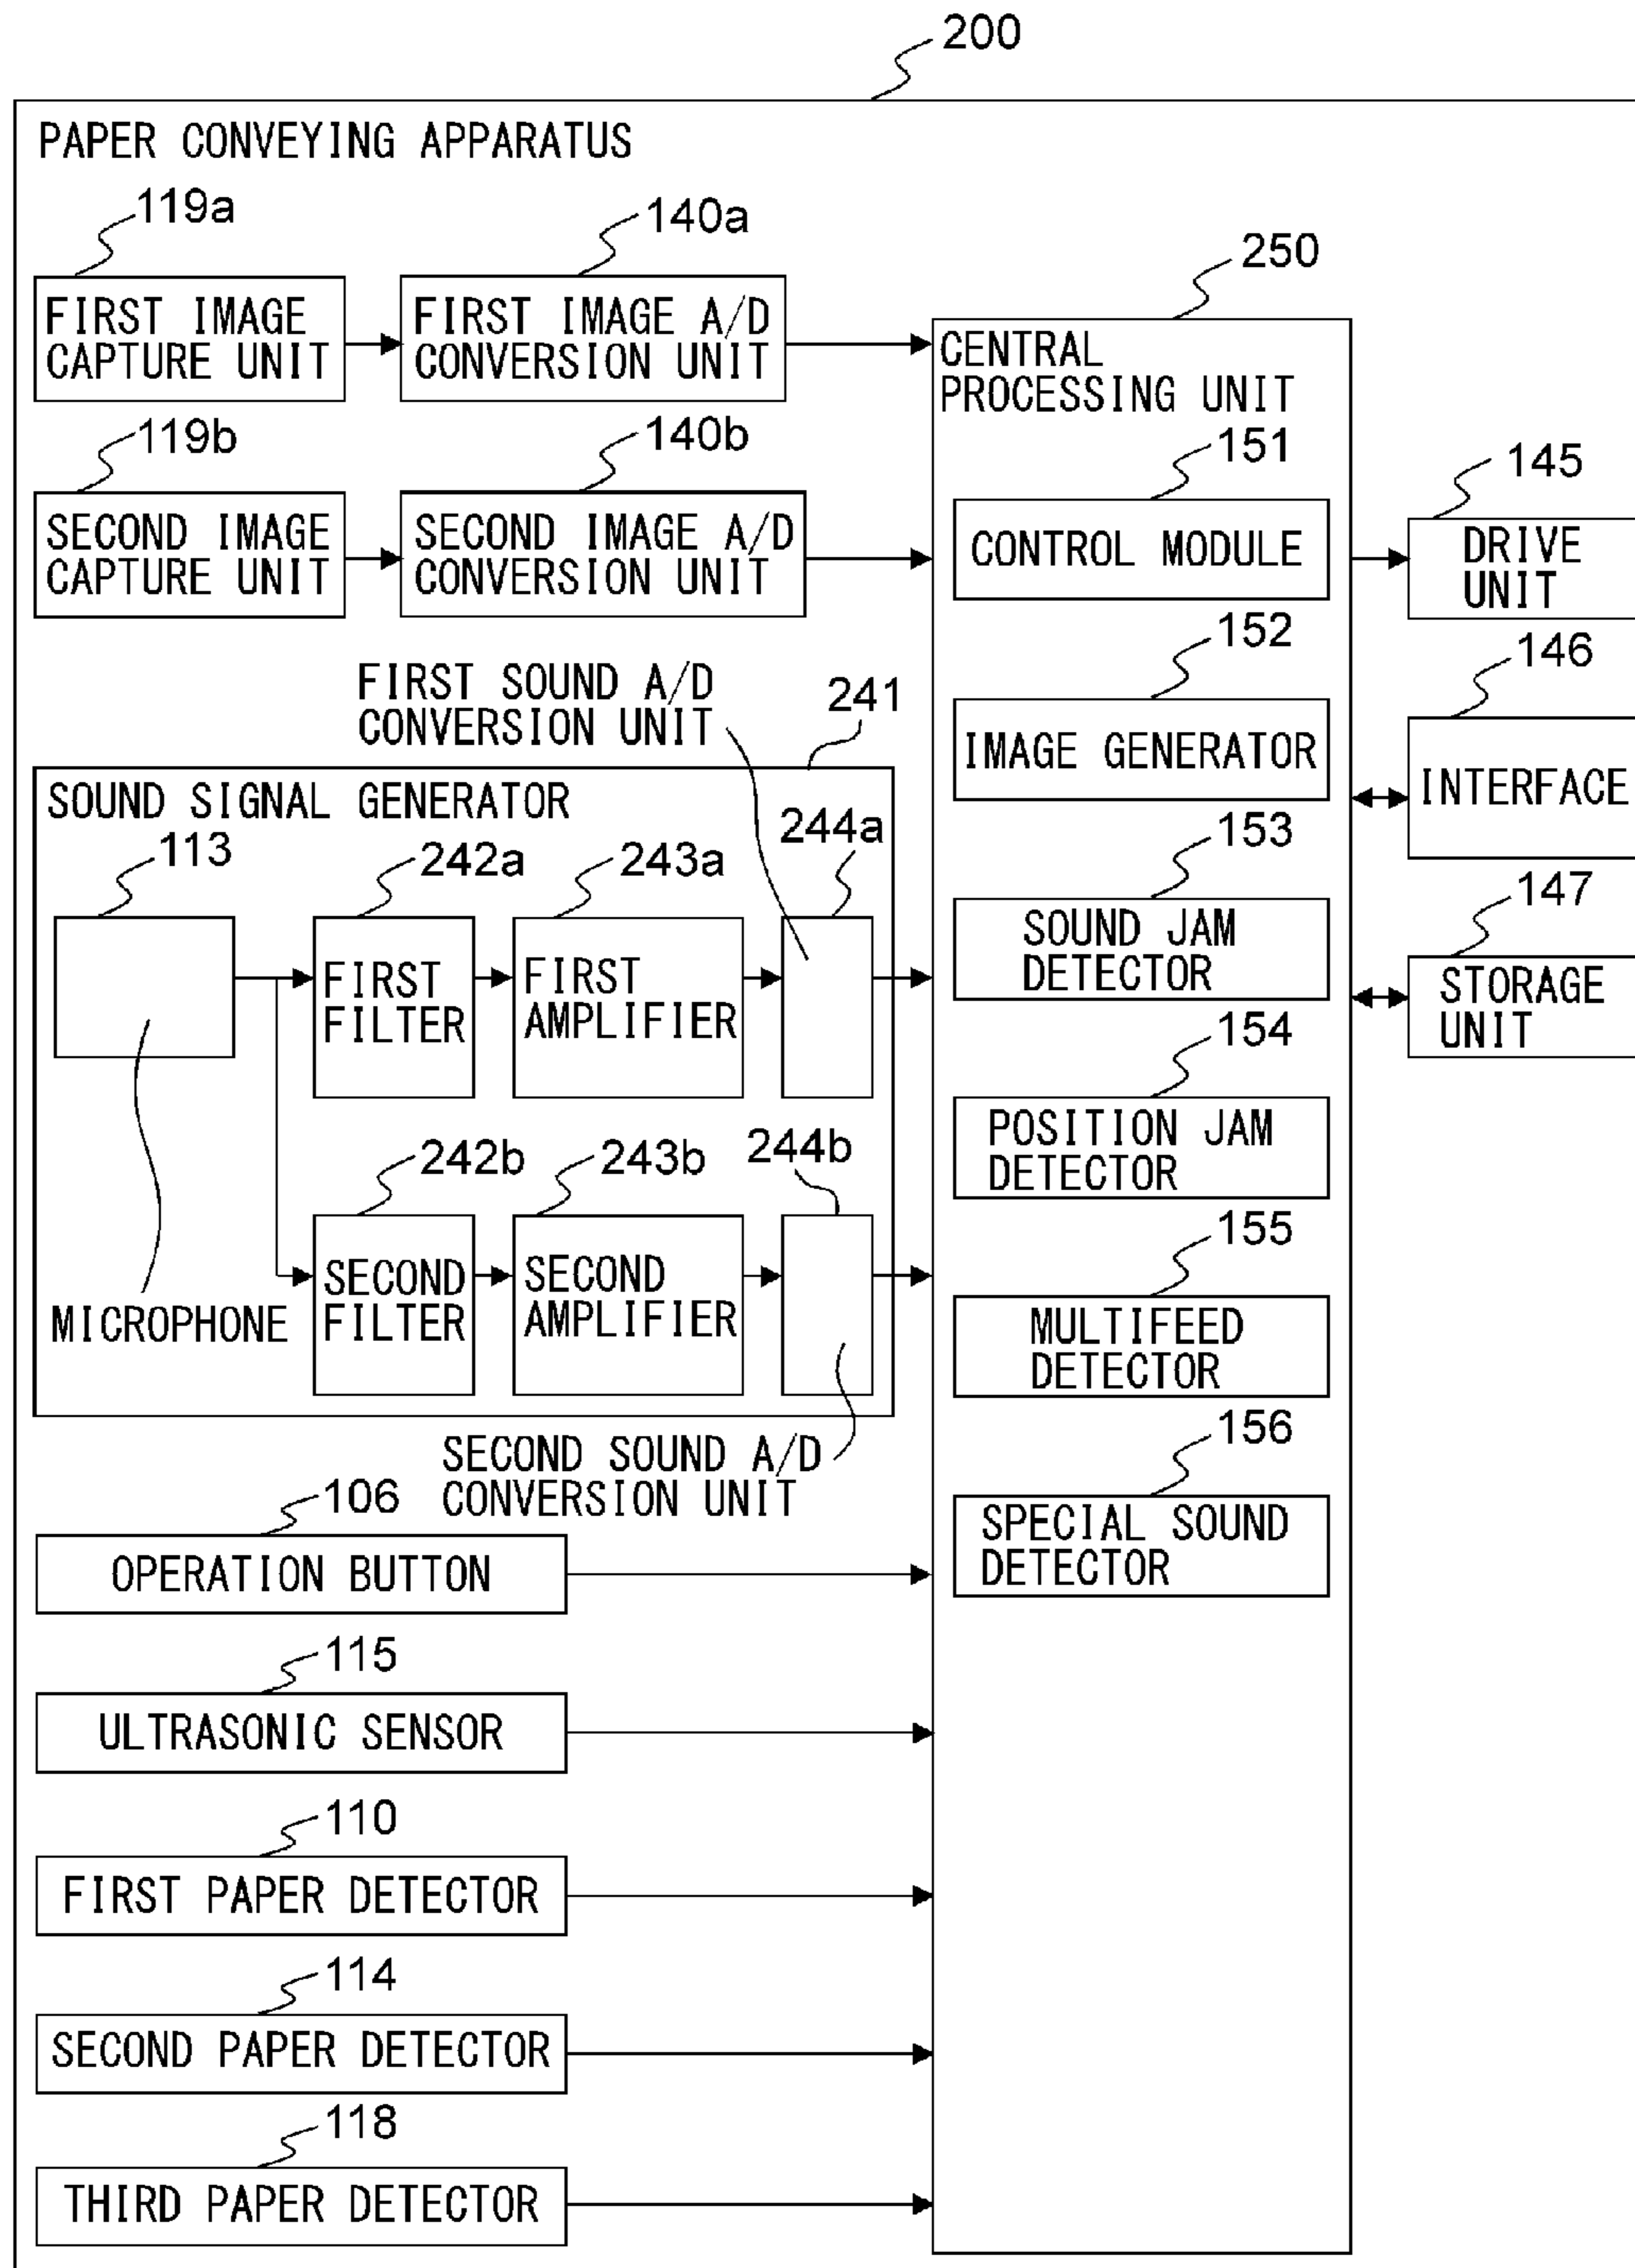 200
PAPER CONVEYING APPARATUS
119a
140a
250
FIRST IMAGE
CAPTURE UNIT
FIRST IMAGE A/D
CONVERSION UNIT
CENTRAL
PROCESSING UNIT
119b
140b
151
145
SECOND IMAGE
CAPTURE UNIT
SECOND IMAGE A/D
CONVERSION UNIT
CONTROL MODULE
DRIVE
UNIT
152
146
FIRST SOUND A/D
CONVERSION UNIT
241
IMAGE GENERATOR
INTERFACE
SOUND SIGNAL GENERATOR
113
242a
243a
244a
153
147
FIRST
FILTER
FIRST
AMPLIFIER
SOUND JAM
DETECTOR
STORAGE
UNIT
154
POSITION JAM
DETECTOR
242b
243b
244b
155
MICROPHONE
SECOND
FILTER
SECOND
AMPLIFIER
MULTIFEED
DETECTOR
SECOND SOUND A/D
CONVERSION UNIT
156
106
SPECIAL SOUND
DETECTOR
OPERATION BUTTON
115
ULTRASONIC SENSOR
110
FIRST PAPER DETECTOR
114
SECOND PAPER DETECTOR
118
THIRD PAPER DETECTOR